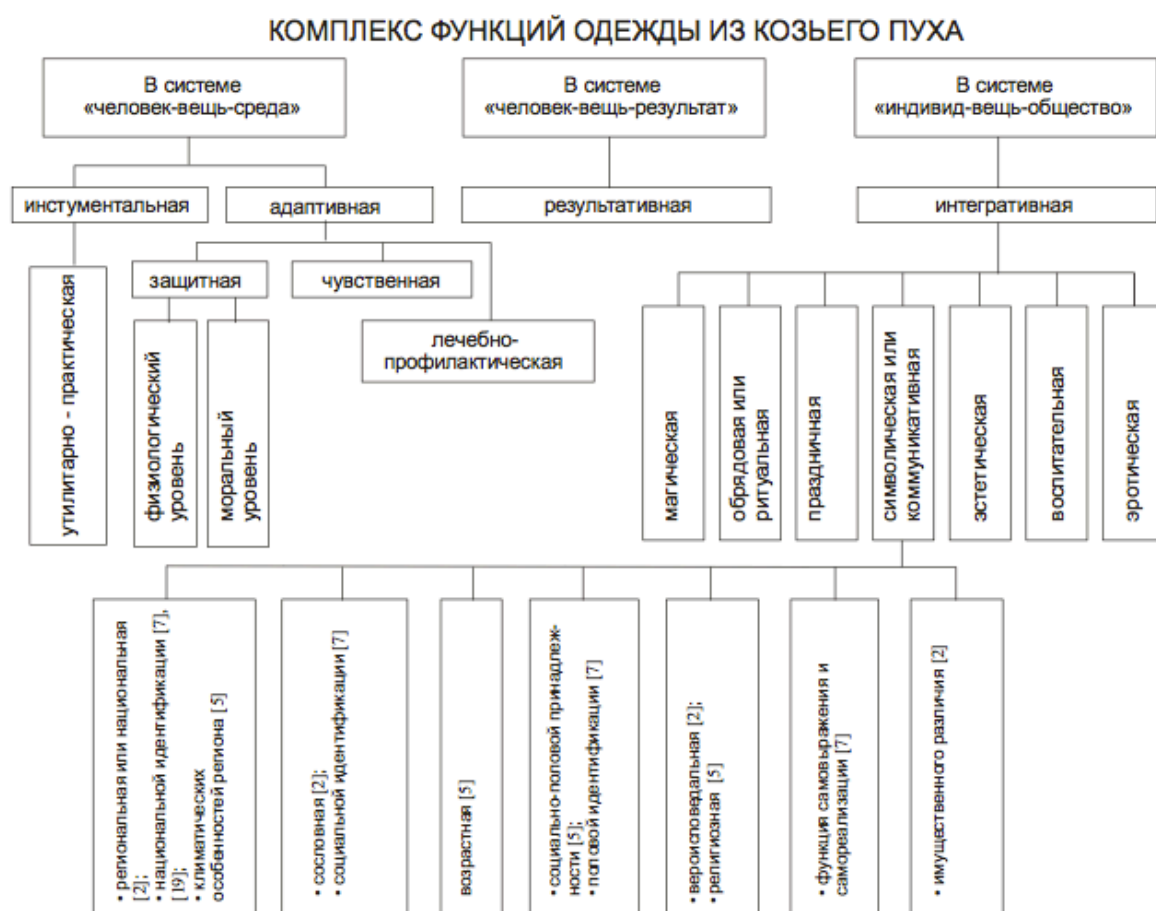 КОМПЛЕКС ФУНКЦИЙ ОДЕЖДЫ ИЗ КОЗЬЕГО ПУХА
В системе
«человек-вещь-среда»
В системе
«человек-вещь-результат»
В системе
«индивид-вещь-общество»
инстументальная
адаптивная
результативная
интегративная
защитная
чувственная
лечебно-
профилактическая
утилитарно - практическая
физиологический
уровень
моральный
уровень
магическая
обрядовая или
ритуальная
праздничная
символическая или
коммуникативная
эстетическая
воспитательная
эротическая
• региональная или национальная
[2];
• национальной идентификации [7],
[19];
• климатических
особенностей региона [5]
• сословная [2];
• социальной идентификации [7]
возрастная [5]
• социально-половой принадлеж-
ности [5];
• половой идентификации [7]
• вероисповедальная [2];
• религиозная [5]
• функция самовыражения и
самореализации [7]
• имущественного различия [2]